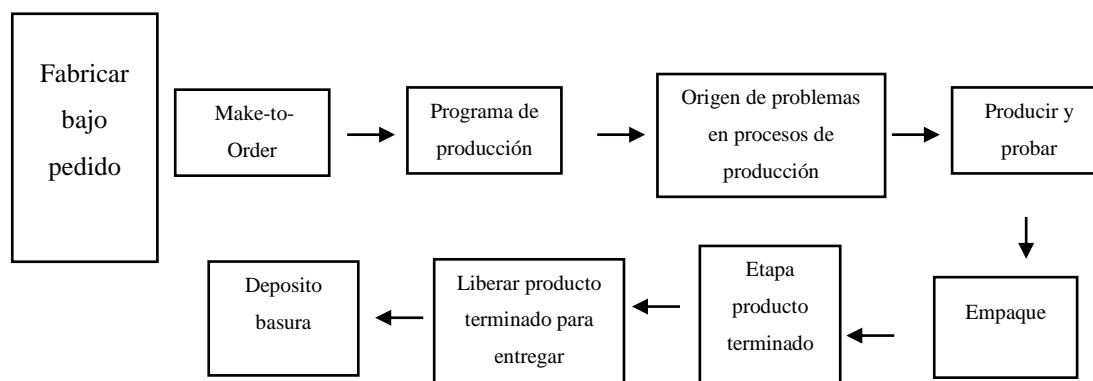 Fabricar
bajo
pedido
Make-to-
Order
Programa de
producción
Origen de problemas
en procesos de
producción
Producir y
probar
Empaque
Etapa
producto
terminado
Liberar producto
terminado para
entregar
Deposito
basura